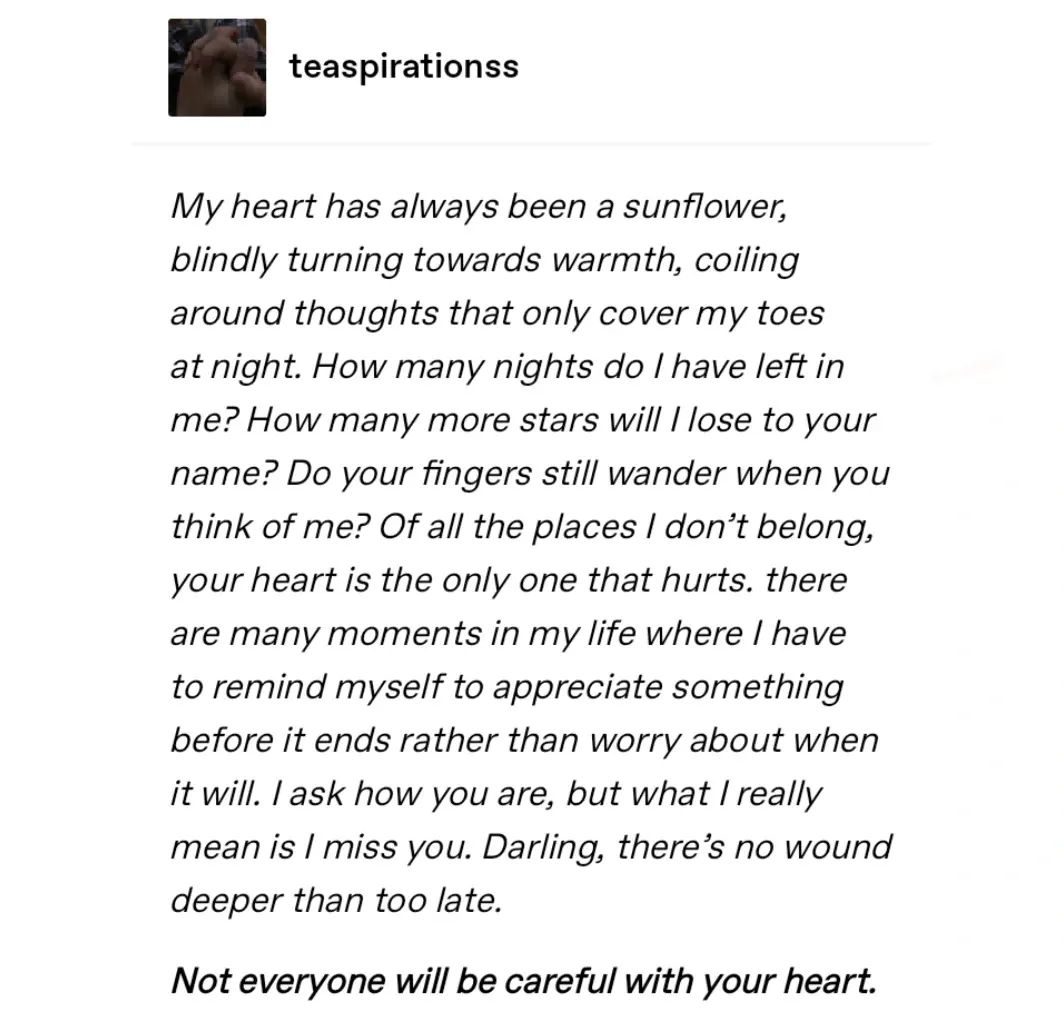 teaspirationss
My heart has always been a sunflower,
blindly turning towards warmth, coiling
around thoughts that only cover my toes
at night. How many nights do I have left in
me? How many more stars will I lose to your
name? Do your fingers still wander when you
think of me? Of all the places I don’t belong,
your heart is the only one that hurts. there
are many moments in my life where I have
to remind myself to appreciate something
before it ends rather than worry about when
it will. I ask how you are, but what I really
mean is I miss you. Darling, there’s no wound
deeper than too late.
Not everyone will be careful with your heart.